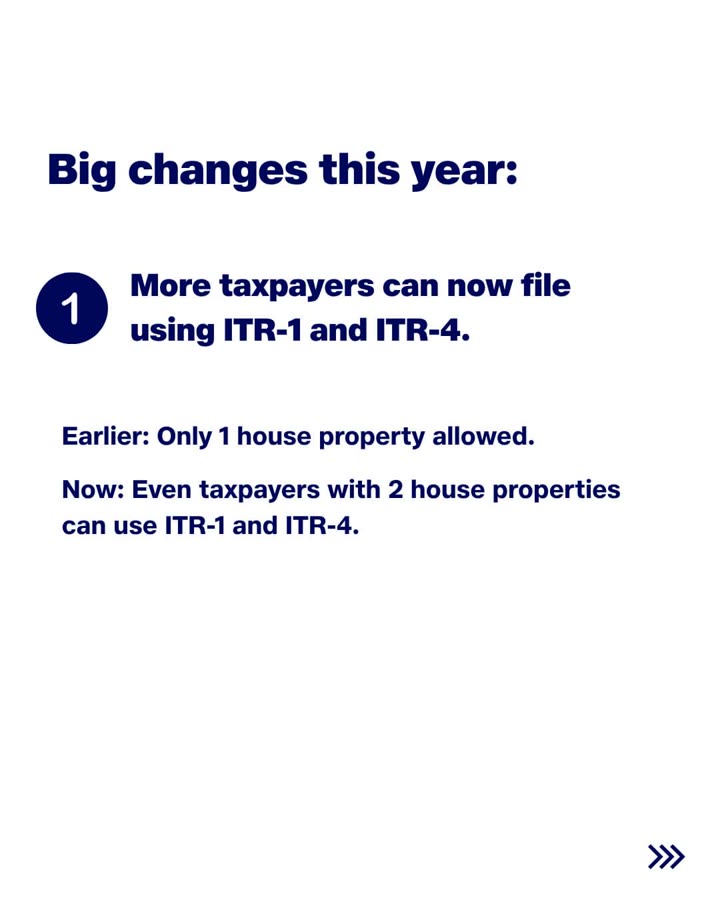 Big changes this year:
1
More taxpayers can now file
using ITR-1 and ITR-4.
Earlier: Only 1 house property allowed.
Now: Even taxpayers with 2 house properties
can use ITR-1 and ITR-4.